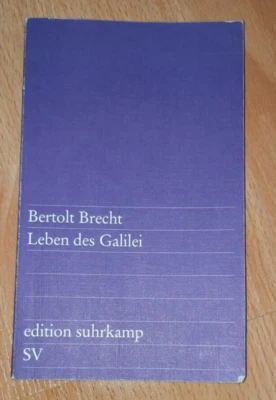 Bertolt Brecht
Leben des Galilei
edition suhrkamp
SV